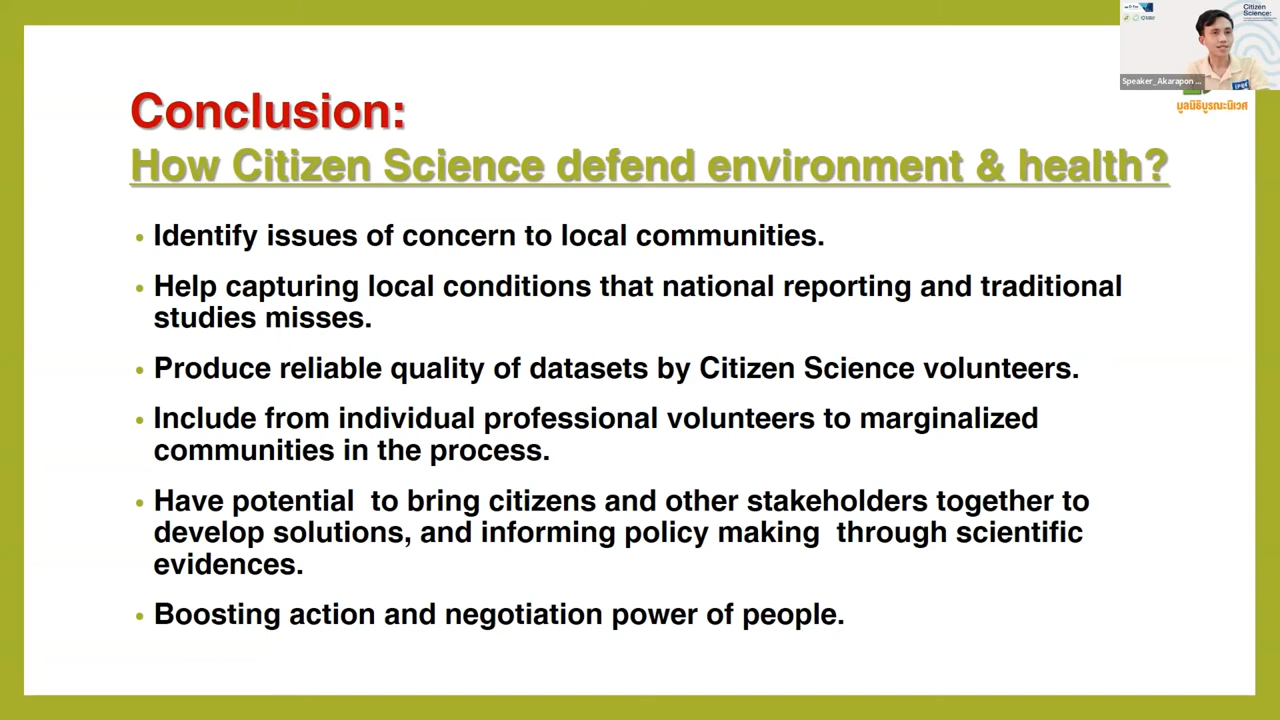 Citizen
Science:
Speaker_Akarapon ...
มูลนิธิบูรณะนิเวศ
Conclusion:
How Citizen Science defend environment & health?
• Identify issues of concern to local communities.
• Help capturing local conditions that national reporting and traditional
studies misses.
• Produce reliable quality of datasets by Citizen Science volunteers.
• Include from individual professional volunteers to marginalized
communities in the process.
• Have potential  to bring citizens and other stakeholders together to
develop solutions, and informing policy making  through scientific
evidences.
• Boosting action and negotiation power of people.